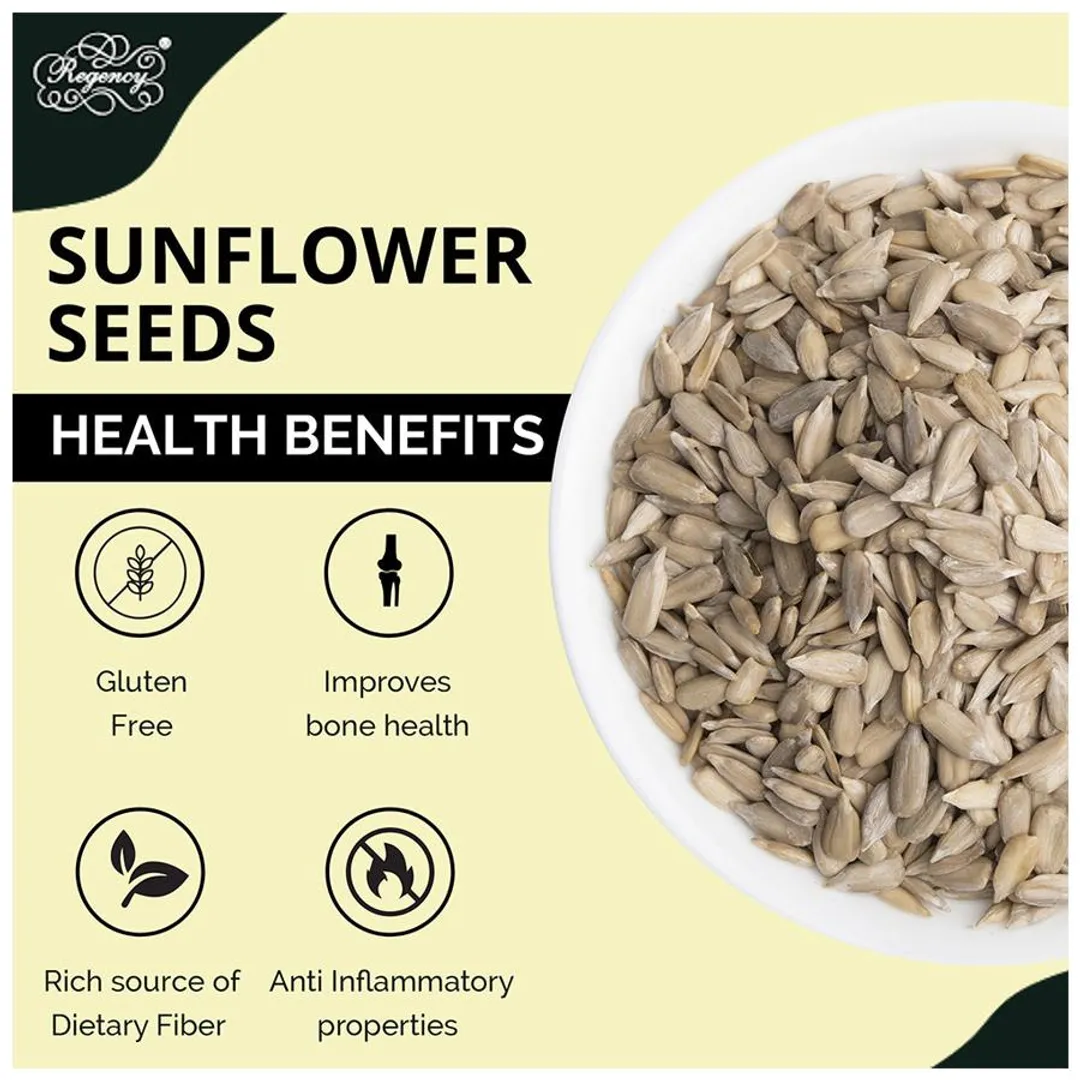 Regency®
SUNFLOWER
SEEDS
HEALTH BENEFITS
Gluten
Free
Improves
bone health
Rich source of
Dietary Fiber
Anti Inflammatory
properties